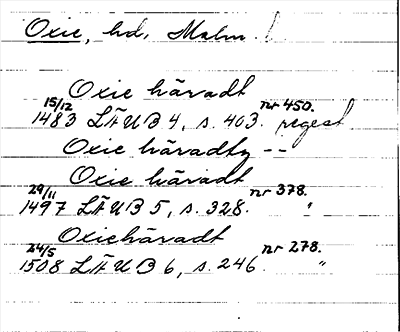 Oxie, hd, Malm. l.
Oxie häradt
15/12 1483 LÄUB 4, s. 403. nr 450. regest
Oxie häradtz --
Oxie häradt
29/11 1497 LÄUB 5, s. 328. nr 378. "
Oxiehäradt
24/5 1508 LÄUB 6, s. 246. nr 278. "